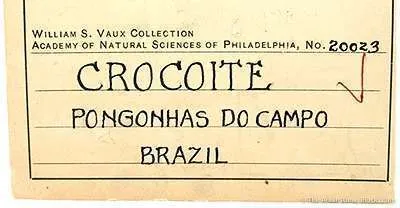 William S. Vaux Collection
Academy of Natural Sciences of Philadelphia, No. 20023
CROCOITE
PONGONHAS DO CAMPO
BRAZIL